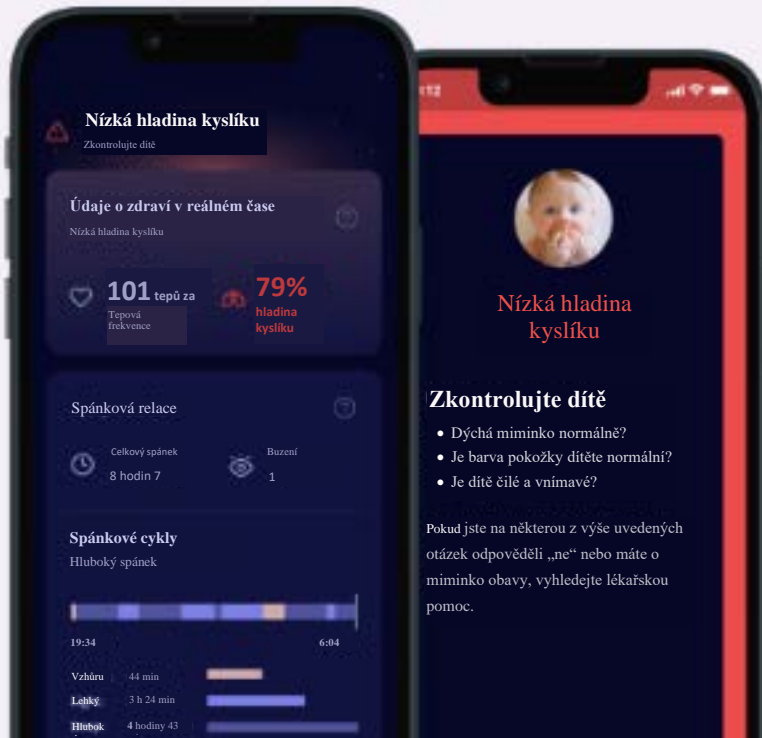 Nízká hladina kyslíku
Zkontrolujte dítě
Údaje o zdraví v reálném čase
Nízká hladina kyslíku
101 tepů za
Tepová
frekvence
79%
hladina
kyslíku
Spánková relace
Celkový spánek
8 hodin 7
Buzení
1
Spánkové cykly
Hluboký spánek
19:34
6:04
Vzhůru 44 min
Lehký 3 h 24 min
Hlubok 4 hodiny 43
:12
Nízká hladina
kyslíku
Zkontrolujte dítě
• Dýchá miminko normálně?
• Je barva pokožky dítěte normální?
• Je dítě čilé a vnímavé?
Pokud jste na některou z výše uvedených
otázek odpověděli „ne“ nebo máte o
miminko obavy, vyhledejte lékařskou
pomoc.